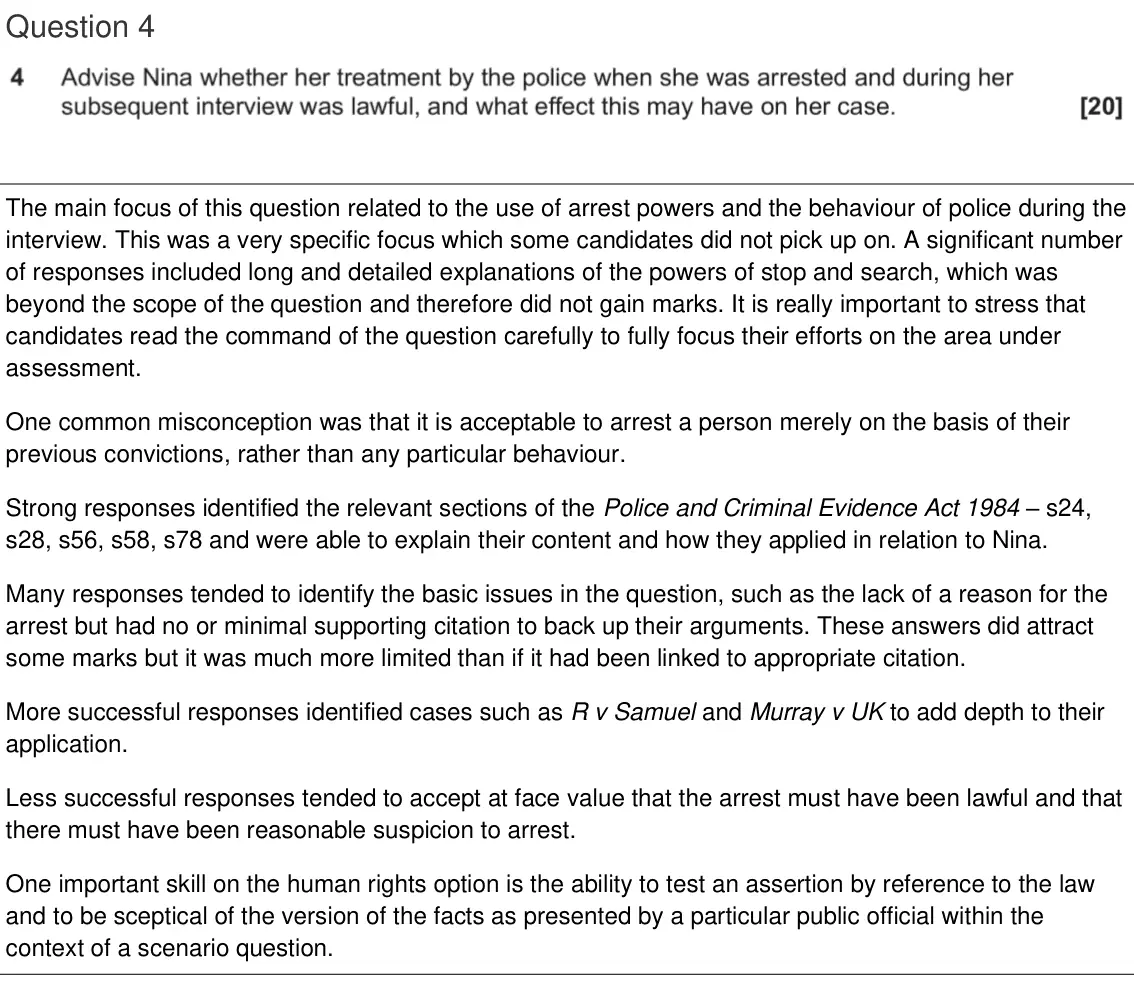 Question 4
4 Advise Nina whether her treatment by the police when she was arrested and during her
subsequent interview was lawful, and what effect this may have on her case. [20]
The main focus of this question related to the use of arrest powers and the behaviour of police during the
interview. This was a very specific focus which some candidates did not pick up on. A significant number
of responses included long and detailed explanations of the powers of stop and search, which was
beyond the scope of the question and therefore did not gain marks. It is really important to stress that
candidates read the command of the question carefully to fully focus their efforts on the area under
assessment.
One common misconception was that it is acceptable to arrest a person merely on the basis of their
previous convictions, rather than any particular behaviour.
Strong responses identified the relevant sections of the Police and Criminal Evidence Act 1984 – s24,
s28, s56, s58, s78 and were able to explain their content and how they applied in relation to Nina.
Many responses tended to identify the basic issues in the question, such as the lack of a reason for the
arrest but had no or minimal supporting citation to back up their arguments. These answers did attract
some marks but it was much more limited than if it had been linked to appropriate citation.
More successful responses identified cases such as R v Samuel and Murray v UK to add depth to their
application.
Less successful responses tended to accept at face value that the arrest must have been lawful and that
there must have been reasonable suspicion to arrest.
One important skill on the human rights option is the ability to test an assertion by reference to the law
and to be sceptical of the version of the facts as presented by a particular public official within the
context of a scenario question.